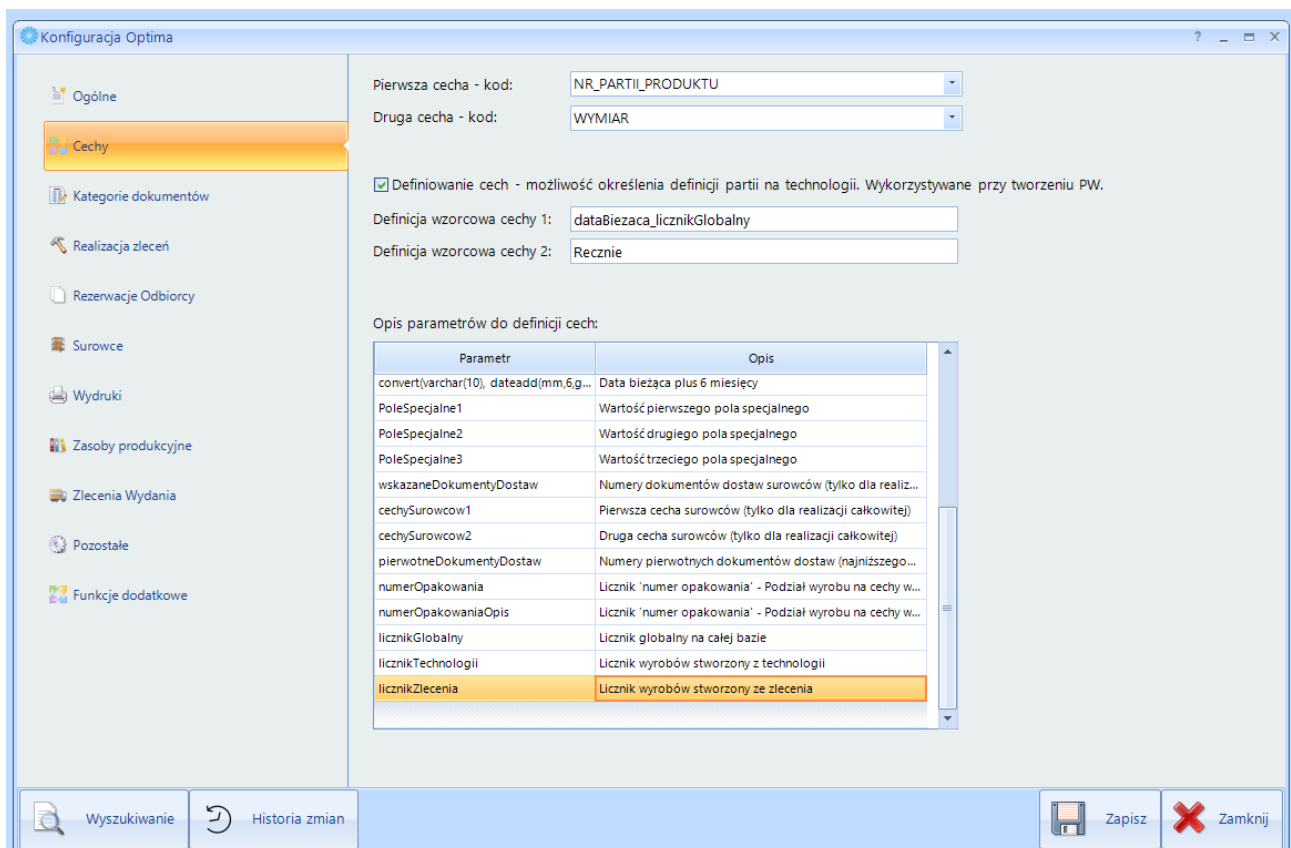 Konfiguracja Optima
Ogólne
Cechy
Kategorie dokumentów
Realizacja zleceń
Rezerwacje Odbiorcy
Surowce
Wydruki
Zasoby produkcyjne
Zlecenia Wydania
Pozostałe
Funkcje dodatkowe
Pierwsza cecha - kod: NR_PARTII_PRODUKTU
Druga cecha - kod: WYMIAR
Definiowanie cech - możliwość określenia definicji partii na technologii. Wykorzystywane przy tworzeniu PW.
Definicja wzorcowa cechy 1: dataBiezaca_licznikGlobalny
Definicja wzorcowa cechy 2: Recznie
Opis parametrów do definicji cech:
Parametr Opis
convert(varchar(10), dateadd(mm,6,g... Data bieżąca plus 6 miesięcy
PoleSpecjalne1 Wartość pierwszego pola specjalnego
PoleSpecjalne2 Wartość drugiego pola specjalnego
PoleSpecjalne3 Wartość trzeciego pola specjalnego
wskazaneDokumentyDostaw Numery dokumentów dostaw surowców (tylko dla realiz...
cechySurowcow1 Pierwsza cecha surowców (tylko dla realizacji całkowitej)
cechySurowcow2 Druga cecha surowców (tylko dla realizacji całkowitej)
pierwotneDokumentyDostaw Numery pierwotnych dokumentów dostaw (najniższego...
numerOpakowania Licznik 'numer opakowania' - Podział wyrobu na cechy w...
numerOpakowaniaOpis Licznik 'numer opakowania' - Podział wyrobu na cechy w...
licznikGlobalny Licznik globalny na całej bazie
licznikTechnologii Licznik wyrobów stworzony z technologii
licznikZlecenia Licznik wyrobów stworzony ze zlecenia
Wyszukiwanie Historia zmian Zapisz Zamknij